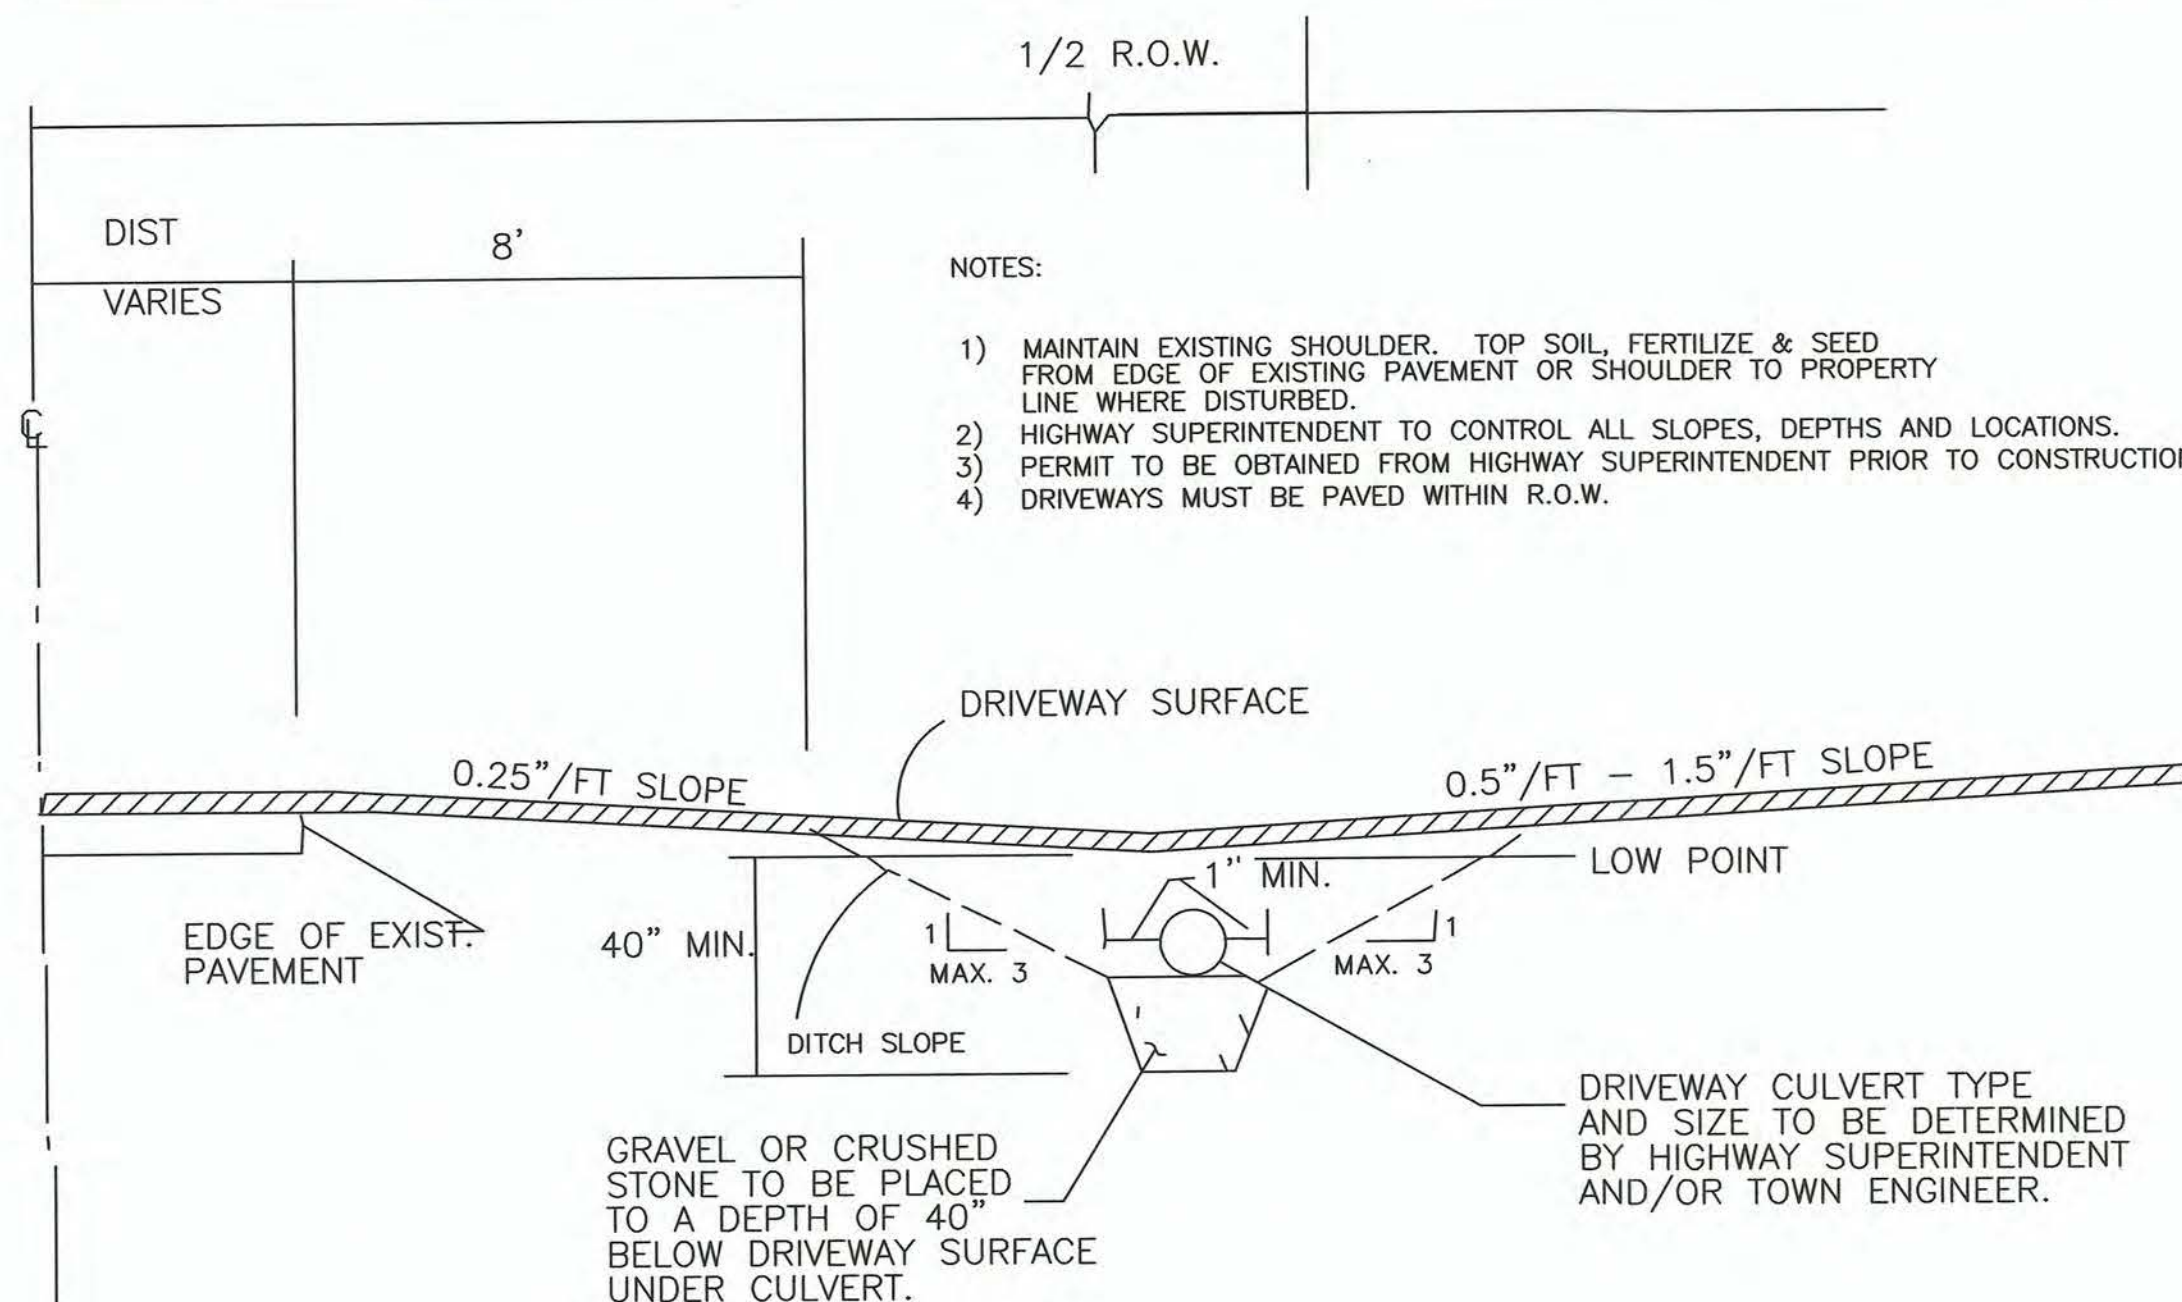 1/2 R.O.W.
DIST
VARIES
8'
NOTES:
1) MAINTAIN EXISTING SHOULDER. TOP SOIL, FERTILIZE & SEED
FROM EDGE OF EXISTING PAVEMENT OR SHOULDER TO PROPERTY
LINE WHERE DISTURBED.
2) HIGHWAY SUPERINTENDENT TO CONTROL ALL SLOPES, DEPTHS AND LOCATIONS.
3) PERMIT TO BE OBTAINED FROM HIGHWAY SUPERINTENDENT PRIOR TO CONSTRUCTION
4) DRIVEWAYS MUST BE PAVED WITHIN R.O.W.
℄
DRIVEWAY SURFACE
0.25"/FT SLOPE
0.5"/FT - 1.5"/FT SLOPE
1" MIN.
LOW POINT
EDGE OF EXIST.
PAVEMENT
40" MIN.
1
MAX. 3
1
MAX. 3
DITCH SLOPE
GRAVEL OR CRUSHED
STONE TO BE PLACED
TO A DEPTH OF 40"
BELOW DRIVEWAY SURFACE
UNDER CULVERT.
DRIVEWAY CULVERT TYPE
AND SIZE TO BE DETERMINED
BY HIGHWAY SUPERINTENDENT
AND/OR TOWN ENGINEER.